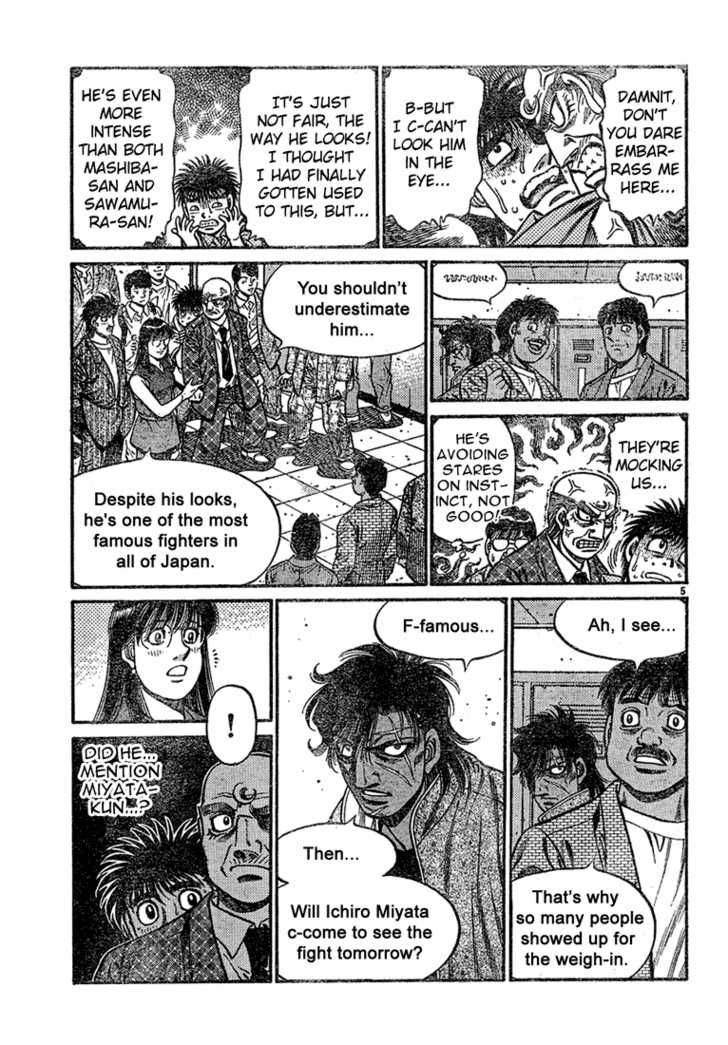 HE'S EVEN
MORE
INTENSE
THAN BOTH
MASHIBA-
SAN AND
SAWAMU-
RA-SAN!
IT'S JUST
NOT FAIR, THE
WAY HE LOOKS!
I THOUGHT
I HAD FINALLY
GOTTEN USED
TO THIS, BUT...
B-BUT
I C-CAN'T
LOOK HIM
IN THE
EYE...
DAMNIT,
DON'T
YOU DARE
EMBAR-
RASS ME
HERE...
You shouldn't
underestimate
him...
Despite his looks,
he's one of the most
famous fighters in
all of Japan.
HE'S
AVOIDING
STARES
ON INST-
INCT, NOT
GOOD!
THEY'RE
MOCKING
US...
5
!
DID HE...
MENTION
MIYATA-
KUN...?
F-famous...
Then...
Will Ichiro Miyata
c-come to see the
fight tomorrow?
Ah, I see...
That's why
so many people
showed up for
the weigh-in.